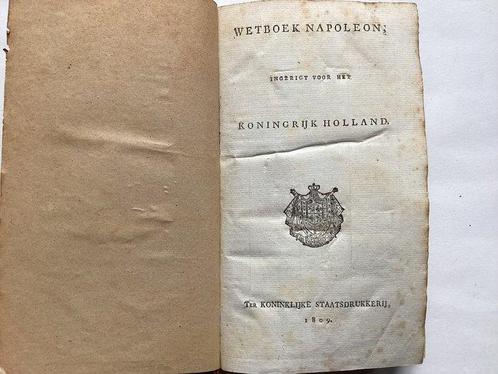 WETBOEK NAPOLEON,
INGERIGT VOOR HET
KONINGRIJK HOLLAND.
TER KONINKLIJKE STAATSDRUKKERIJ,
1809.